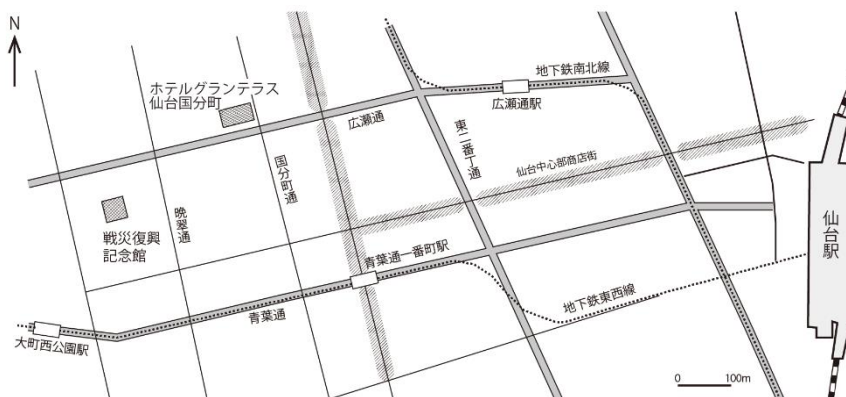 N
ホテルグランテラス
仙台国分町
地下鉄南北線
広瀬通駅
広瀬通
東二番丁通
仙台中心部商店街
国分町通
晩翠通
戦災復興
記念館
仙台駅
青葉通一番町駅
青葉通
地下鉄東西線
大町西公園駅
0 100m